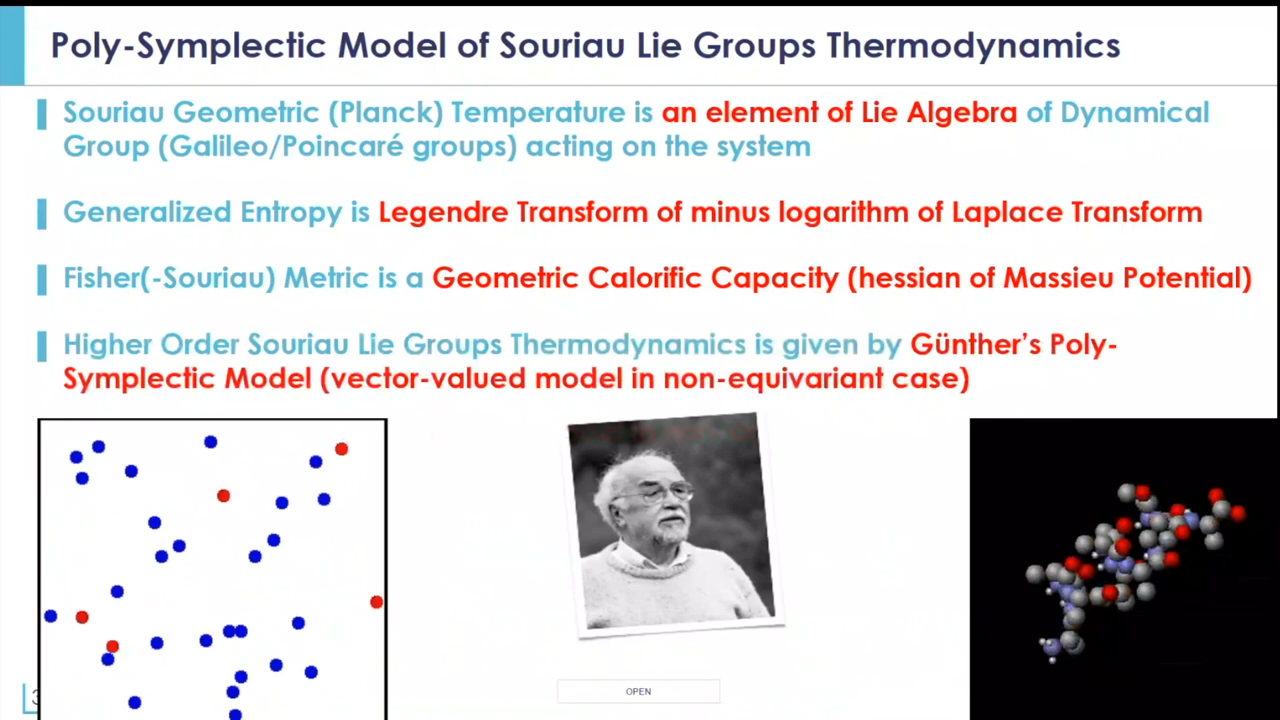 Poly-Symplectic Model of Souriau Lie Groups Thermodynamics
Souriau Geometric (Planck) Temperature is an element of Lie Algebra of Dynamical
Group (Galileo/Poincaré groups) acting on the system
Generalized Entropy is Legendre Transform of minus logarithm of Laplace Transform
Fisher(-Souriau) Metric is a Geometric Calorific Capacity (hessian of Massieu Potential)
Higher Order Souriau Lie Groups Thermodynamics is given by Günther's Poly-
Symplectic Model (vector-valued model in non-equivariant case)
OPEN